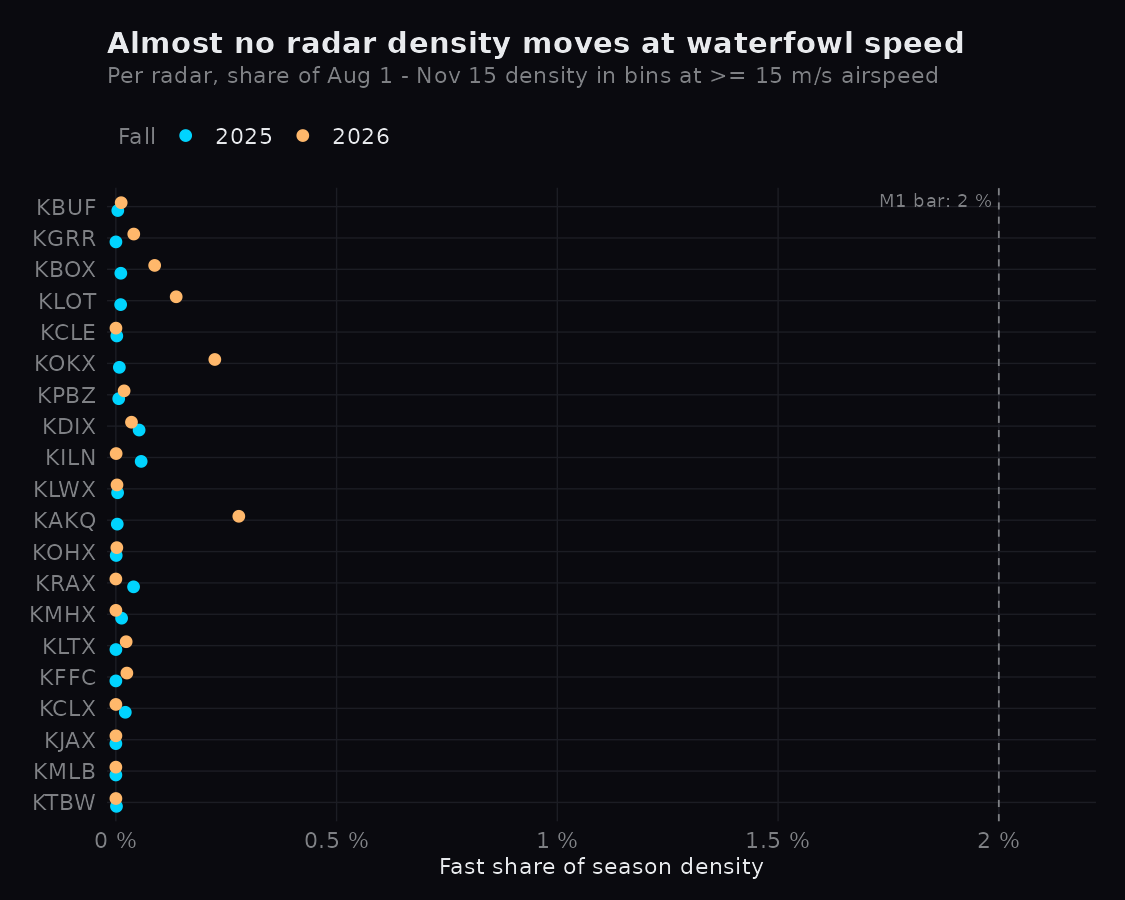 Almost no radar density moves at waterfowl speed
Per radar, share of Aug 1 - Nov 15 density in bins at >= 15 m/s airspeed
Fall 2025 2026
M1 bar: 2 %
KBUF
KGRR
KBOX
KLOT
KCLE
KOKX
KPBZ
KDIX
KILN
KLWX
KAKQ
KOHX
KRAX
KMHX
KLTX
KFFC
KCLX
KJAX
KMLB
KTBW
0 % 0.5 % 1 % 1.5 % 2 %
Fast share of season density